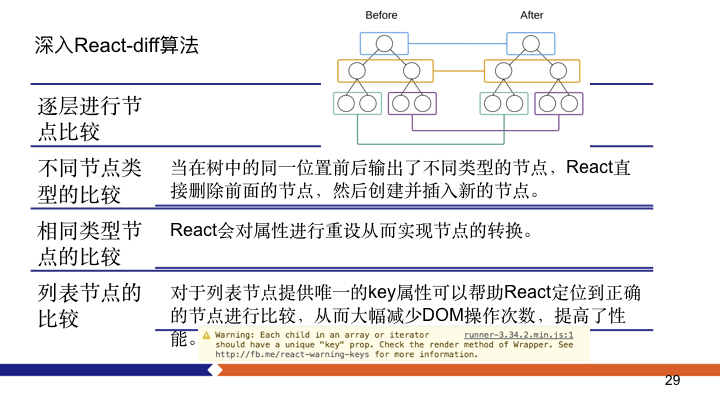 Before
After
深入React-diff算法
逐层进行节
点比较
不同节点类
型的比较
当在树中的同一位置前后输出了不同类型的节点，React直
接删除前面的节点，然后创建并插入新的节点。
相同类型节
点的比较
React会对属性进行重设从而实现节点的转换。
列表节点的
比较
对于列表节点提供唯一的key属性可以帮助React定位到正确
的节点进行比较，从而大幅减少DOM操作次数，提高了性
能。
Warning: Each child in an array or iterator runner-3.34.2.min.js:1
should have a unique "key" prop. Check the render method of Wrapper. See
http://fb.me/react-warning-keys for more information.
29